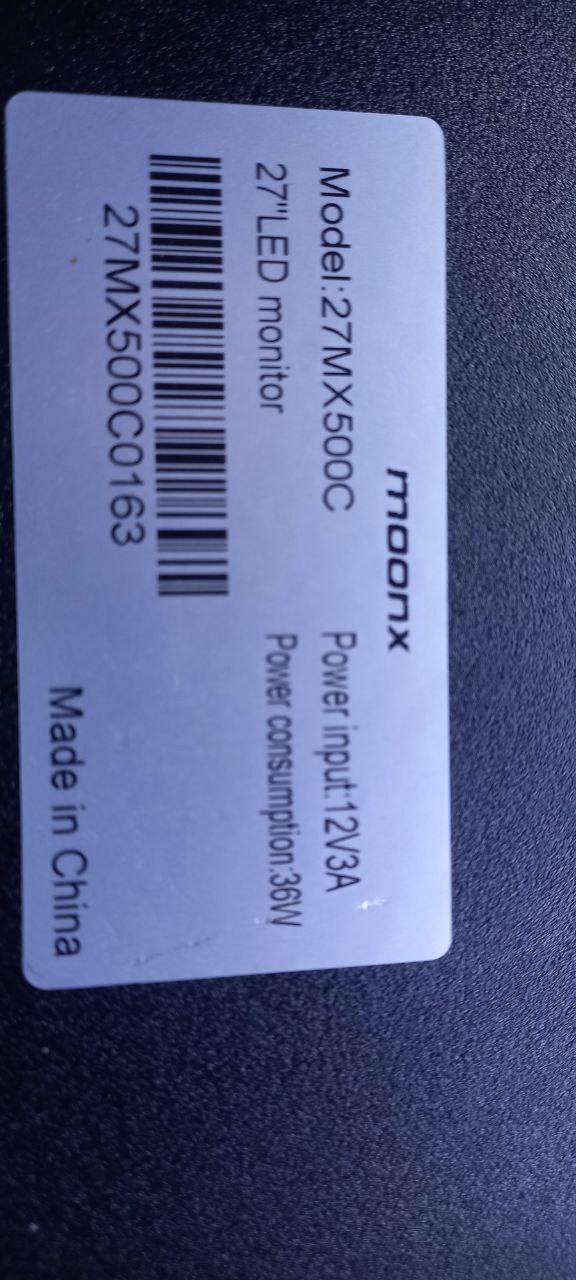 moonx
Model:27MX500C
Power input:12V3A
27"LED monitor
Power consumption:36W
27MX500C0163
Made in China